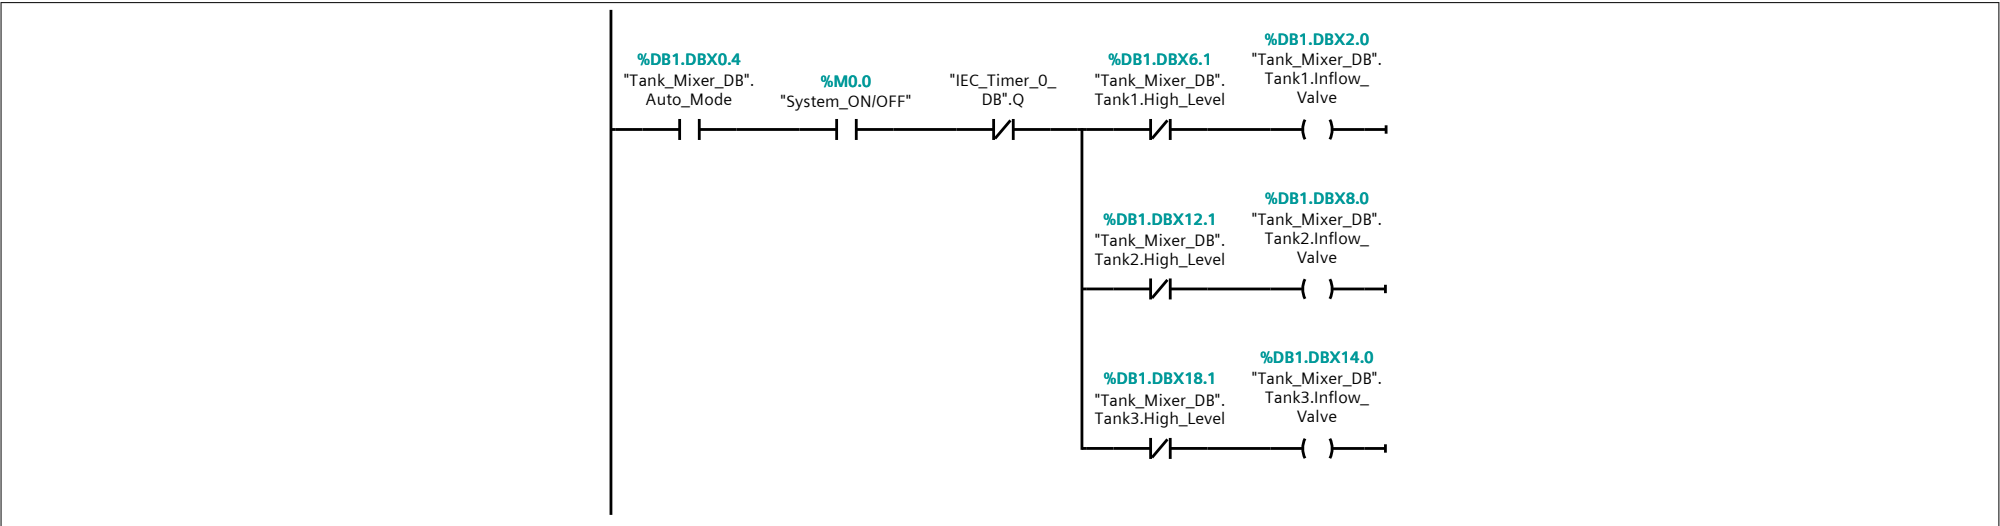 %DB1.DBX0.4
"Tank_Mixer_DB".
Auto_Mode
%M0.0
"System_ON/OFF"
"IEC_Timer_0_
DB".Q
%DB1.DBX6.1
"Tank_Mixer_DB".
Tank1.High_Level
%DB1.DBX2.0
"Tank_Mixer_DB".
Tank1.Inflow_
Valve
%DB1.DBX12.1
"Tank_Mixer_DB".
Tank2.High_Level
%DB1.DBX8.0
"Tank_Mixer_DB".
Tank2.Inflow_
Valve
%DB1.DBX18.1
"Tank_Mixer_DB".
Tank3.High_Level
%DB1.DBX14.0
"Tank_Mixer_DB".
Tank3.Inflow_
Valve